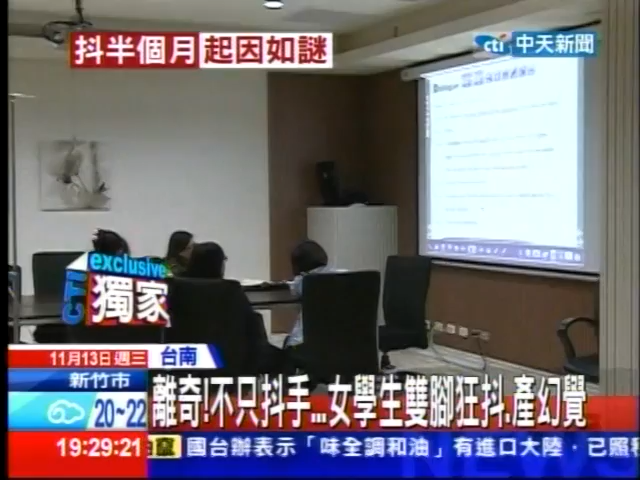 抖半個月 起因如謎
cti 中天新聞
CTI exclusive 獨家
11月13日 週三 台南
新竹市
20~22
離奇!不只抖手...女學生雙腳狂抖.產幻覺
19:29:21
國台辦表示「味全調和油」有進口大陸‧已照
NEWS